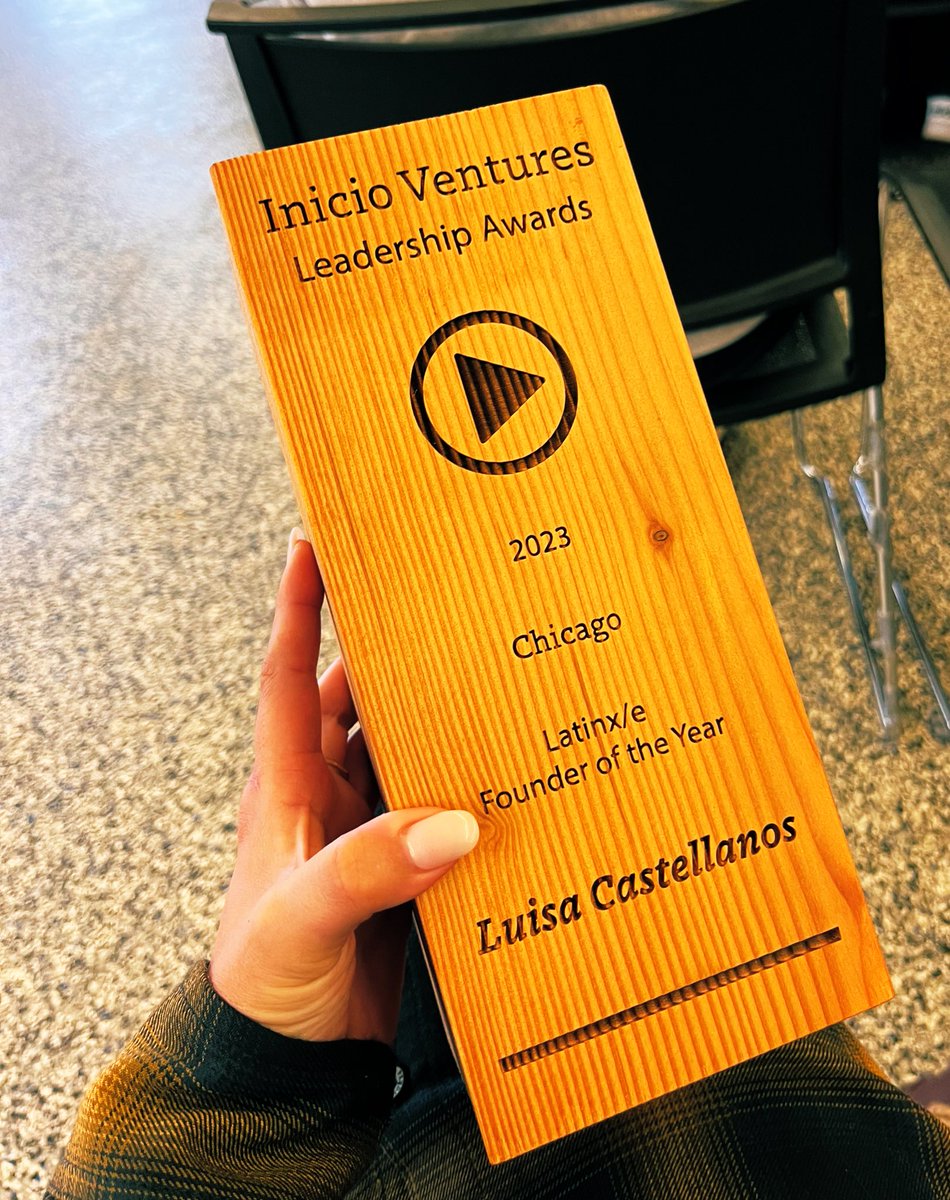 Inicio Ventures
Leadership Awards
2023
Chicago
Latinx/e
Founder of the Year
Luisa Castellanos